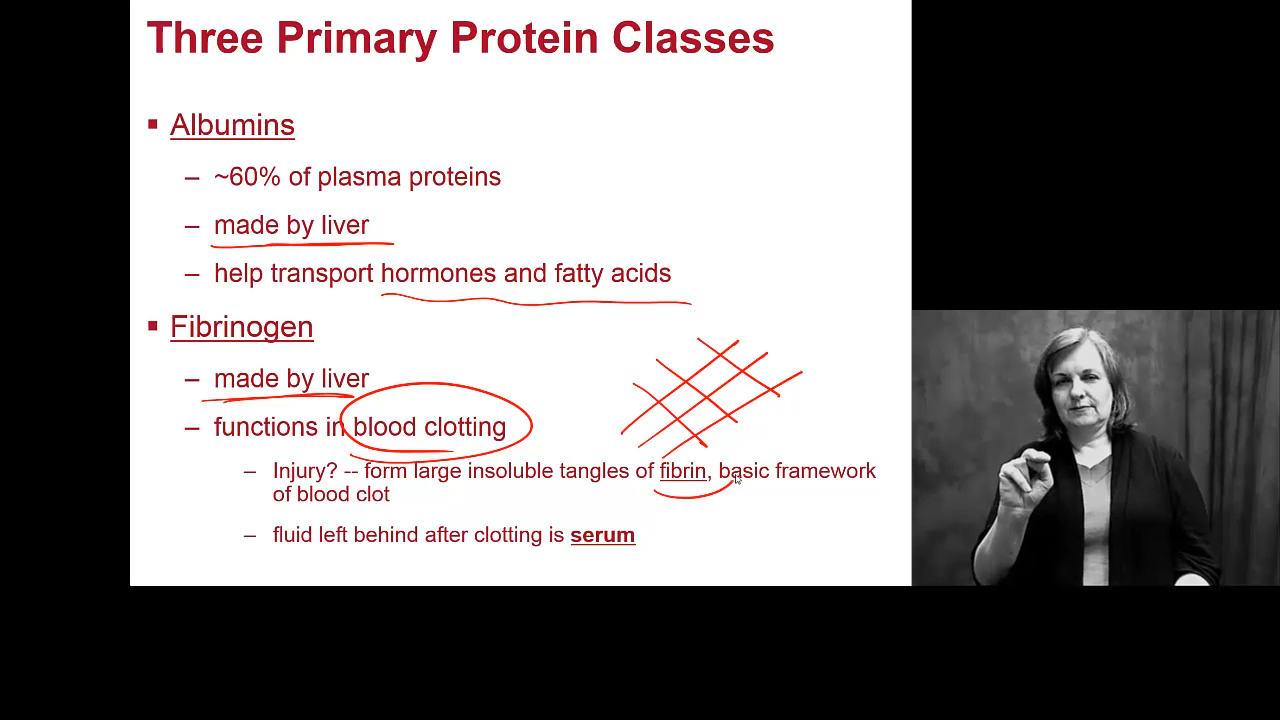 Three Primary Protein Classes
▪ Albumins
– ~60% of plasma proteins
– made by liver
– help transport hormones and fatty acids
▪ Fibrinogen
– made by liver
– functions in blood clotting
– Injury? -- form large insoluble tangles of fibrin, basic framework
of blood clot
– fluid left behind after clotting is serum